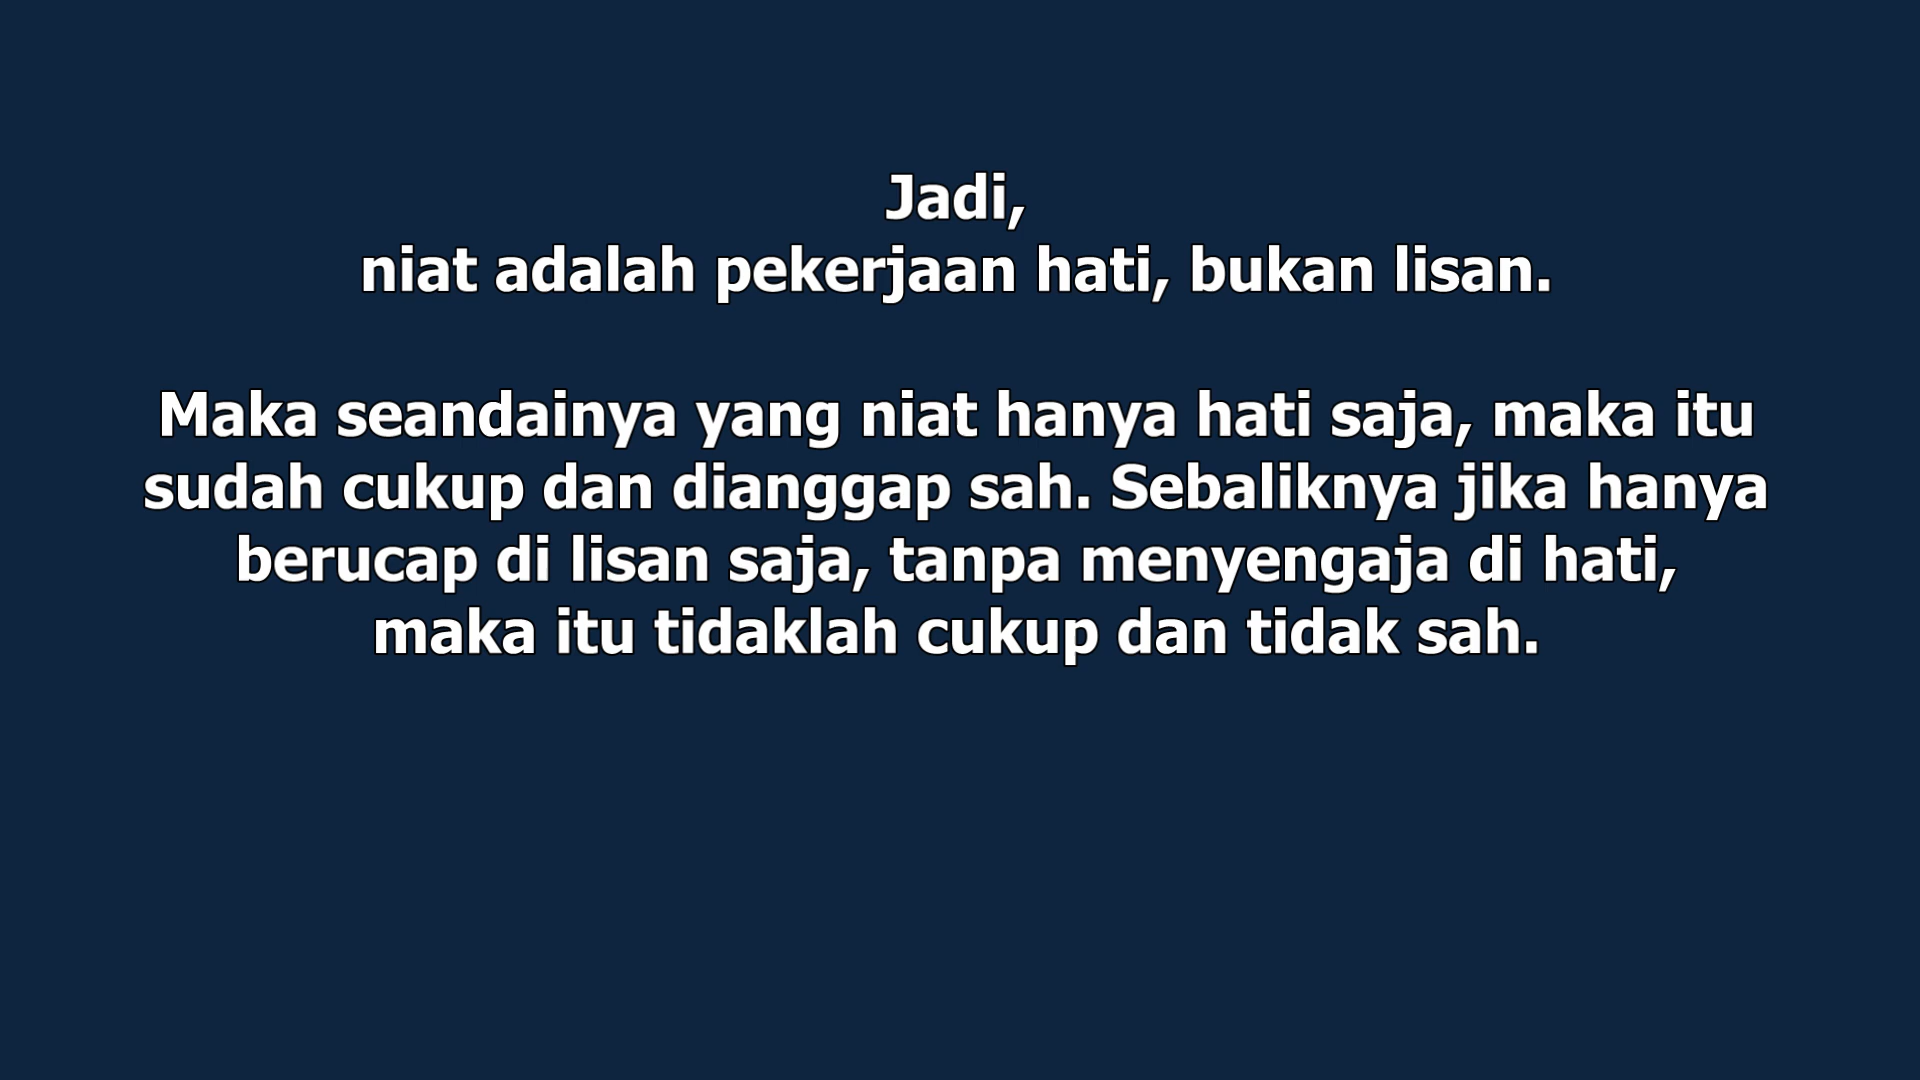 Jadi,
niat adalah pekerjaan hati, bukan lisan.
Maka seandainya yang niat hanya hati saja, maka itu
sudah cukup dan dianggap sah. Sebaliknya jika hanya
berucap di lisan saja, tanpa menyengaja di hati,
maka itu tidaklah cukup dan tidak sah.